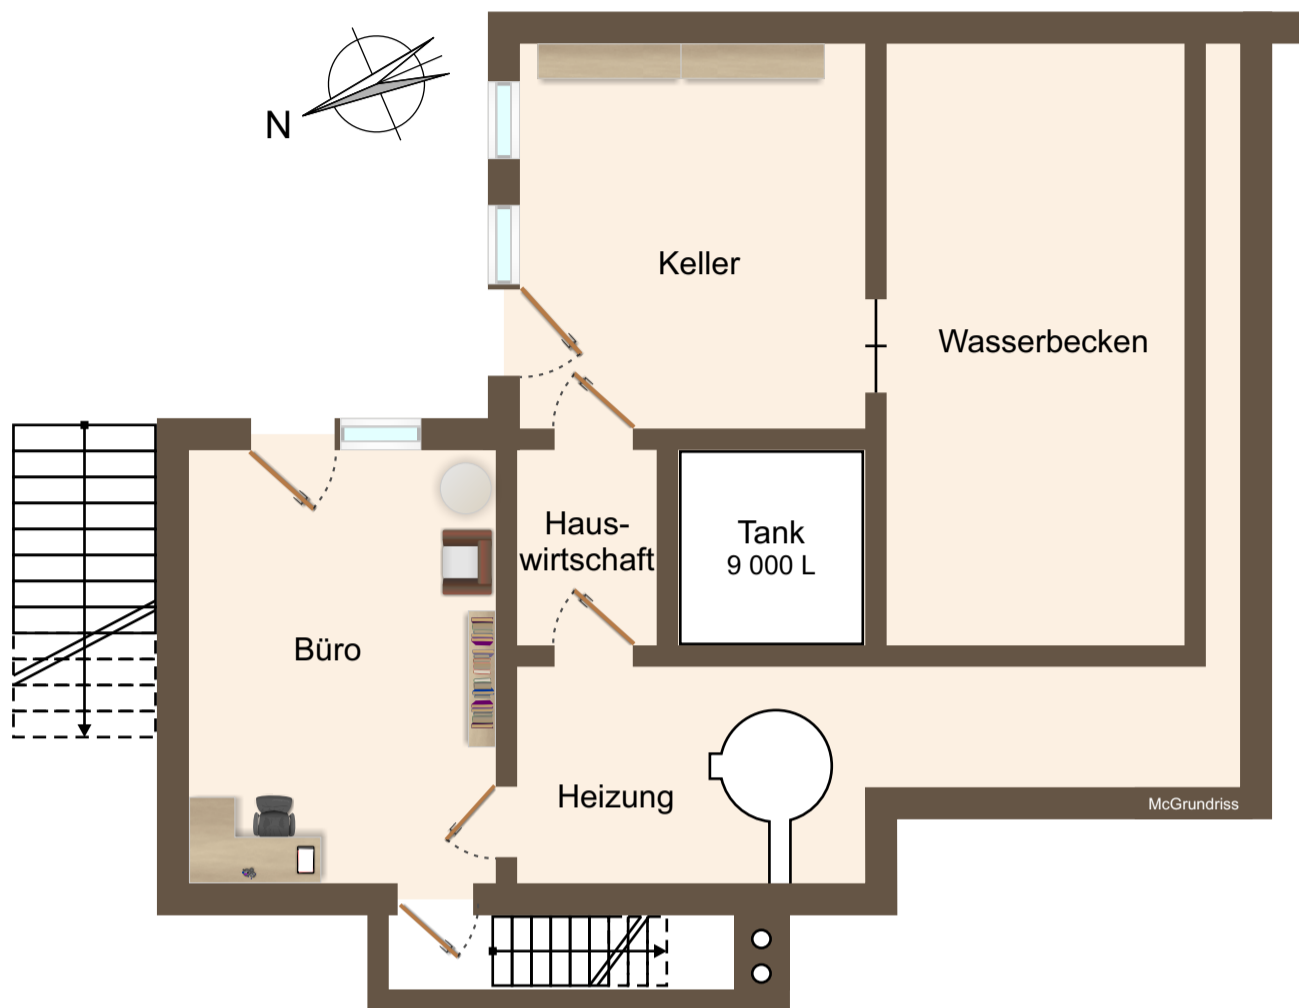 N
Keller
Wasserbecken
Haus-
wirtschaft
Tank
9 000 L
Büro
Heizung
McGrundriss